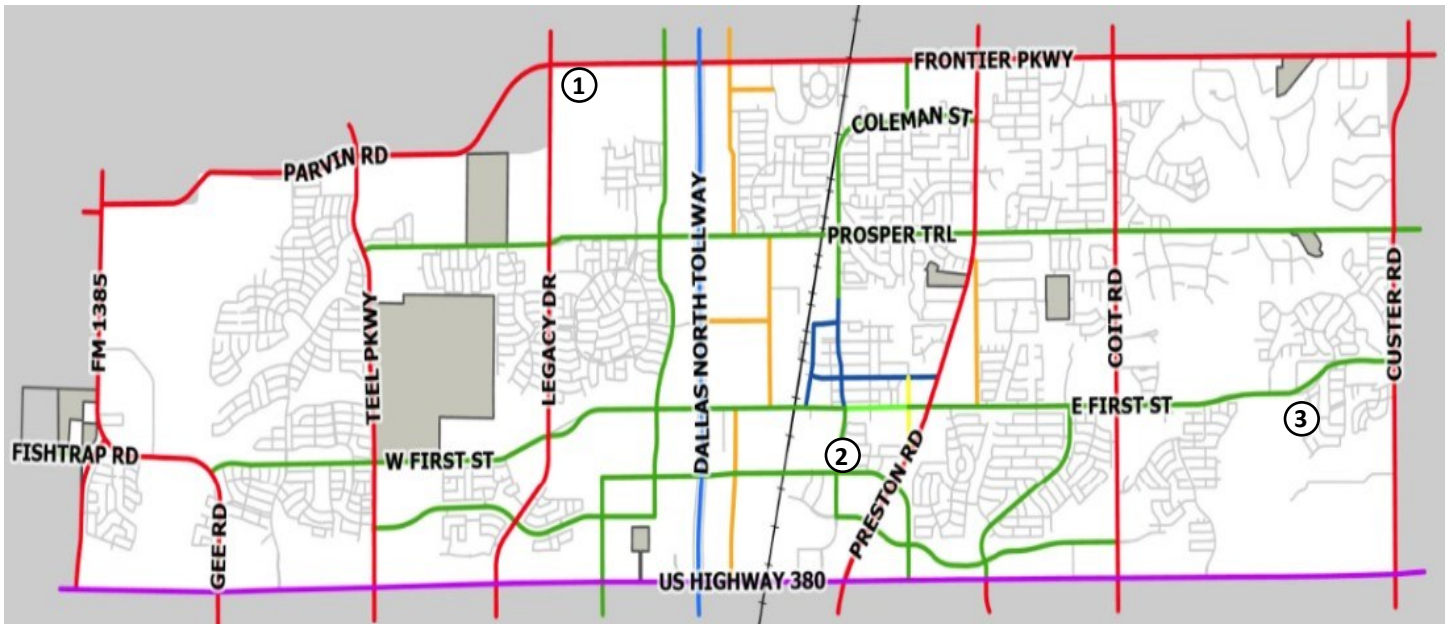 FRONTIER PKWY
1
COLEMAN ST
PARVIN RD
PROSPER TRL
FM 1385
TEEL PKWY
LEGACY DR
DALLAS NORTH TOLLWAY
COIT RD
CUSTER RD
E FIRST ST
3
FISHTRAP RD
W FIRST ST
2
PRESTON RD
GEE RD
US HIGHWAY 380